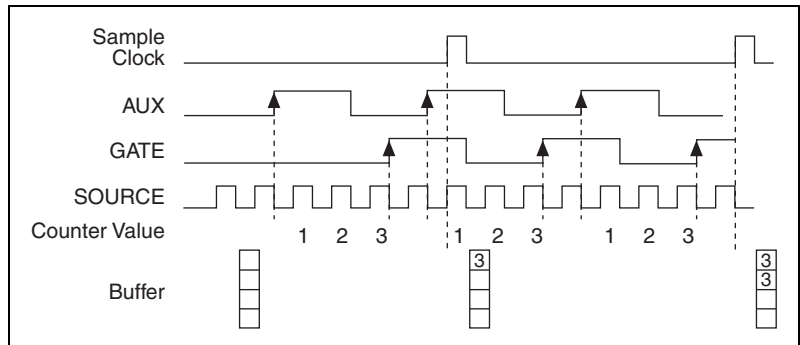 Sample
Clock
AUX
GATE
SOURCE
Counter Value 1 2 3 1 2 3 1 2 3
Buffer
3
3
3